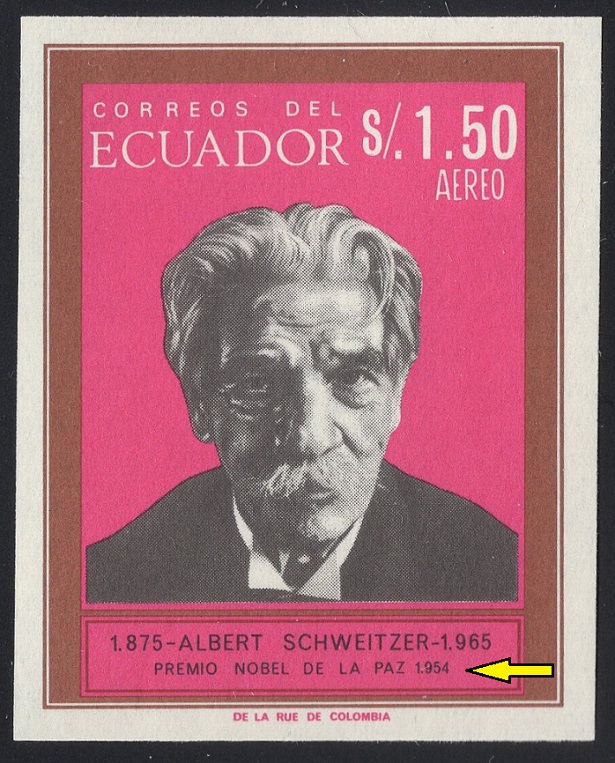 CORREOS DEL
ECUADOR
S/.1.50
AEREO
1.875-ALBERT SCHWEITZER-1.965
PREMIO NOBEL DE LA PAZ 1.954
DE LA RUE DE COLOMBIA